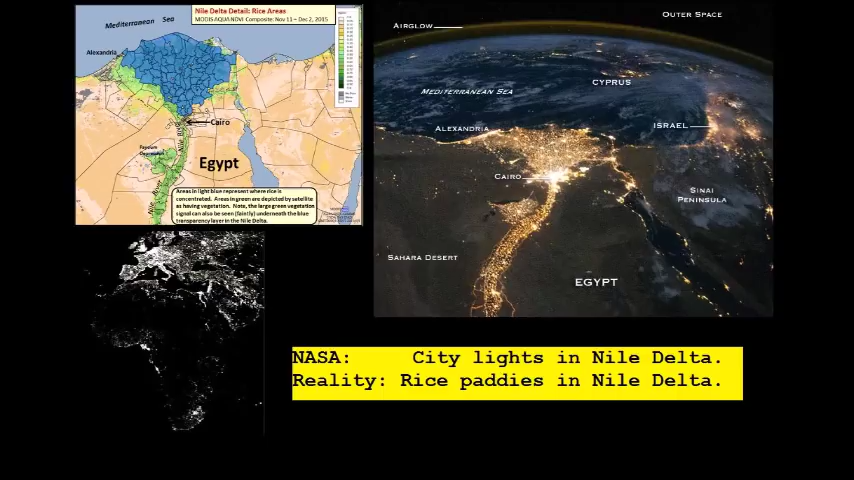 Nile Delta Detail: Rice Areas
MODIS AQUA NDVI Composite: Nov 11 – Dec 2, 2015
Mediterranean Sea
Alexandria
Cairo
Nile River
Fayoum
Depression
Egypt
Areas in light blue represent where rice is
concentrated. Areas in green are depicted by satellite
as having vegetation. Note, the large green vegetation
signal can also be seen (faintly) underneath the blue
transparency layer in the Nile Delta.
OUTER SPACE
AIRGLOW
CYPRUS
MEDITERRANEAN SEA
ISRAEL
ALEXANDRIA
CAIRO
SINAI
PENINSULA
SAHARA DESERT
EGYPT
NASA: City lights in Nile Delta.
Reality: Rice paddies in Nile Delta.